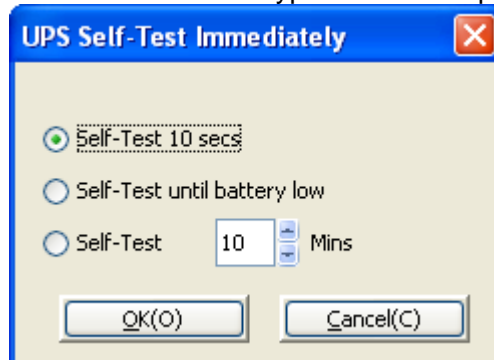 UPS Self-Test Immediately
Self-Test 10 secs
Self-Test until battery low
Self-Test 10 Mins
OK(O) Cancel(C)